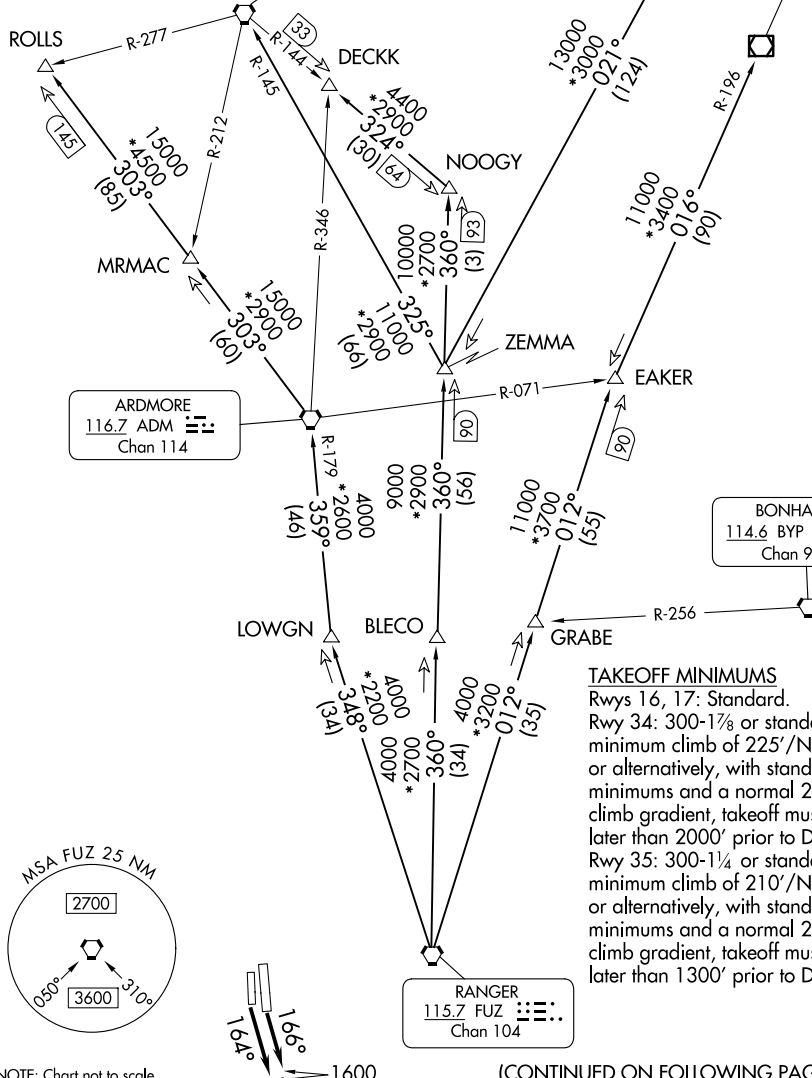 ROLLS
R-277
33
R-144
DECKK
R-145
13000
*3000
021°
(124)
R-196
145
15000
*4500
303°
(85)
R-212
4400
*2900
324°
(30)
64
NOOGY
R-346
93
10000
*2700
360°
(3)
11000
*3400
016°
(90)
MRMAC
15000
*2900
303°
(60)
325°
11000
*2900
(66)
ZEMMA
EAKER
R-071
ARDMORE
116.7 ADM
Chan 114
R-179
90
90
4000
*2600
359°
(46)
9000
*2900
360°
(56)
11000
*3700
012°
(55)
BONHA
114.6 BYP
Chan 9
R-256
LOWGN
BLECO
GRABE
4000
*2200
348°
(34)
4000
*2700
360°
(34)
4000
*3200
012°
(35)
TAKEOFF MINIMUMS
Rwys 16, 17: Standard.
Rwy 34: 300-1⅞ or stand
minimum climb of 225'/N
or alternatively, with stand
minimums and a normal 2
climb gradient, takeoff mu
later than 2000' prior to D
Rwy 35: 300-1¼ or stand
minimum climb of 210'/N
or alternatively, with stand
minimums and a normal 2
climb gradient, takeoff mu
later than 1300' prior to D
MSA FUZ 25 NM
2700
050°
310°
3600
RANGER
115.7 FUZ
Chan 104
164°
166°
1600
NOTE: Chart not to scale
(CONTINUED ON FOLLOWING PAG